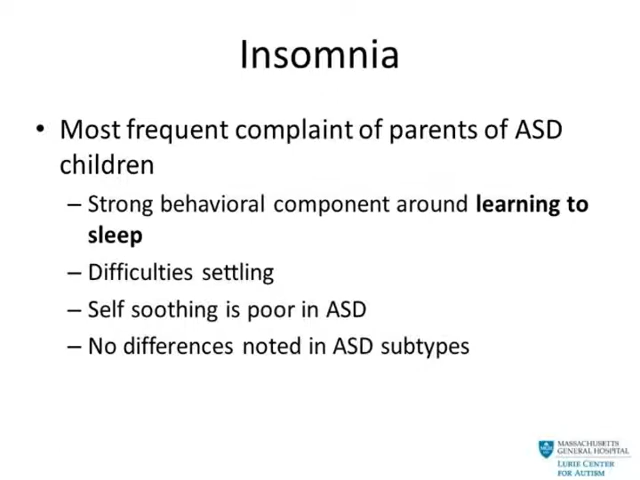 Insomnia
• Most frequent complaint of parents of ASD
children
– Strong behavioral component around learning to
sleep
– Difficulties settling
– Self soothing is poor in ASD
– No differences noted in ASD subtypes
MASSACHUSETTS
GENERAL HOSPITAL
LURIE CENTER
FOR AUTISM